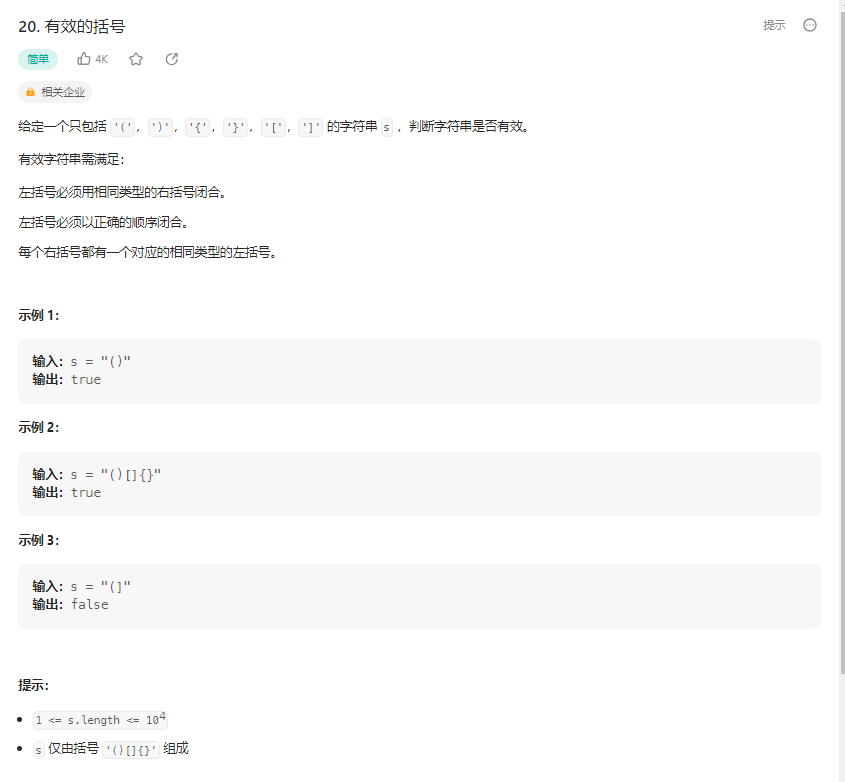 20. 有效的括号
提示
简单 4K
相关企业
给定一个只包括 '(', ')', '{', '}', '[', ']' 的字符串 s ，判断字符串是否有效。
有效字符串需满足：
左括号必须用相同类型的右括号闭合。
左括号必须以正确的顺序闭合。
每个右括号都有一个对应的相同类型的左括号。
示例 1：
输入：s = "()"
输出：true
示例 2：
输入：s = "()[]{}"
输出：true
示例 3：
输入：s = "(]"
输出：false
提示：
1 <= s.length <= 10⁴
s 仅由括号 '()[]{}' 组成